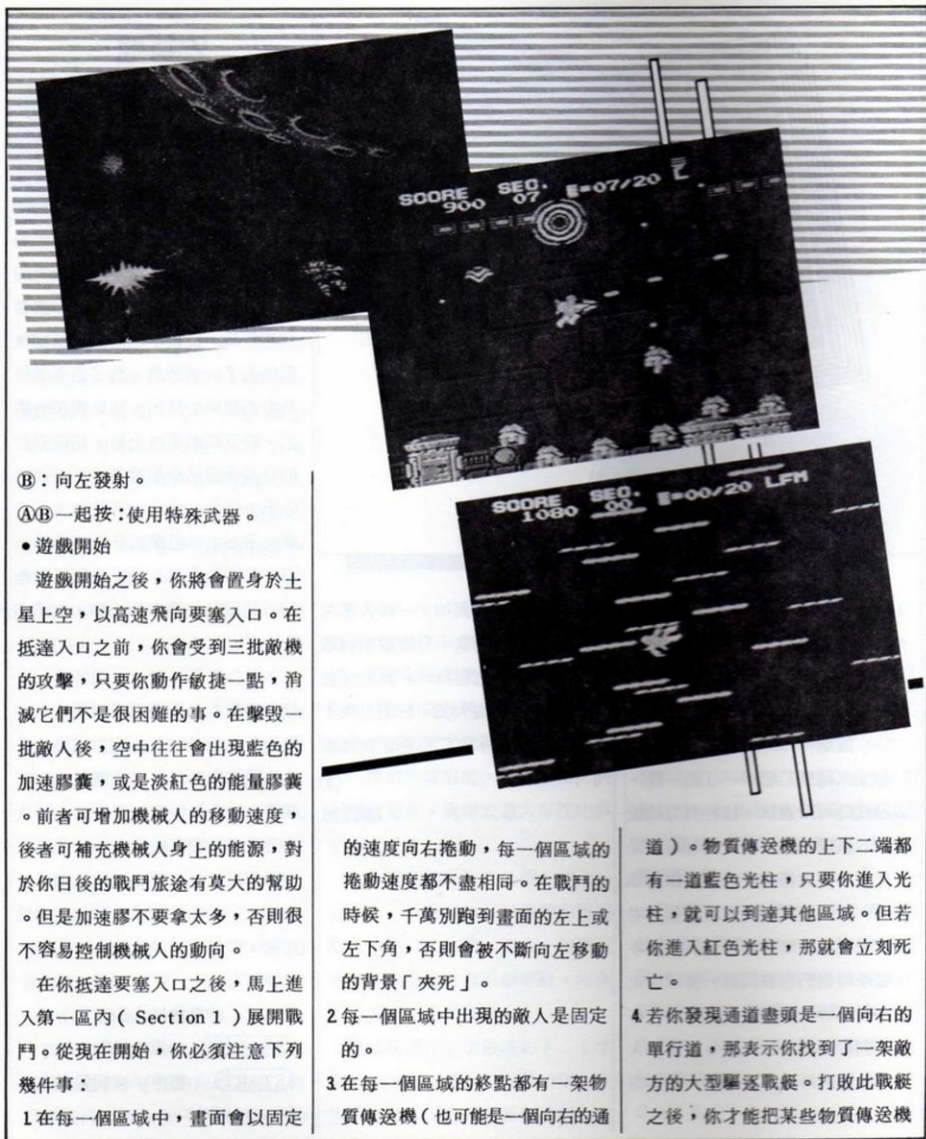 SCORE SEC. E=07/20 L
900 07
SCORE SEC. E=00/20 LFM
1080 00
Ⓑ：向左發射。
ⒶⒷ一起按：使用特殊武器。
•遊戲開始
遊戲開始之後，你將會置身於土
星上空，以高速飛向要塞入口。在
抵達入口之前，你會受到三批敵機
的攻擊，只要你動作敏捷一點，消
滅它們不是很困難的事。在擊毀一
批敵人後，空中往往會出現藍色的
加速膠囊，或是淡紅色的能量膠囊
。前者可增加機械人的移動速度，
後者可補充機械人身上的能源，對
於你日後的戰鬥旅途有莫大的幫助
。但是加速膠不要拿太多，否則很
不容易控制機械人的動向。
在你抵達要塞入口之後，馬上進
入第一區內（Section 1）展開戰
鬥。從現在開始，你必須注意下列
幾件事：
1.在每一個區域中，畫面會以固定
的速度向右捲動，每一個區域的
捲動速度都不盡相同。在戰鬥的
時候，千萬別跑到畫面的左上或
左下角，否則會被不斷向左移動
的背景「夾死」。
2.每一個區域中出現的敵人是固定
的。
3.在每一個區域的終點都有一架物
質傳送機（也可能是一個向右的通
道）。物質傳送機的上下二端都
有一道藍色光柱，只要你進入光
柱，就可以到達其他區域。但若
你進入紅色光柱，那就會立刻死
亡。
4.若你發現通道盡頭是一個向右的
單行道，那表示你找到了一架敵
方的大型驅逐戰艇。打敗此戰艇
之後，你才能把某些物質傳送機